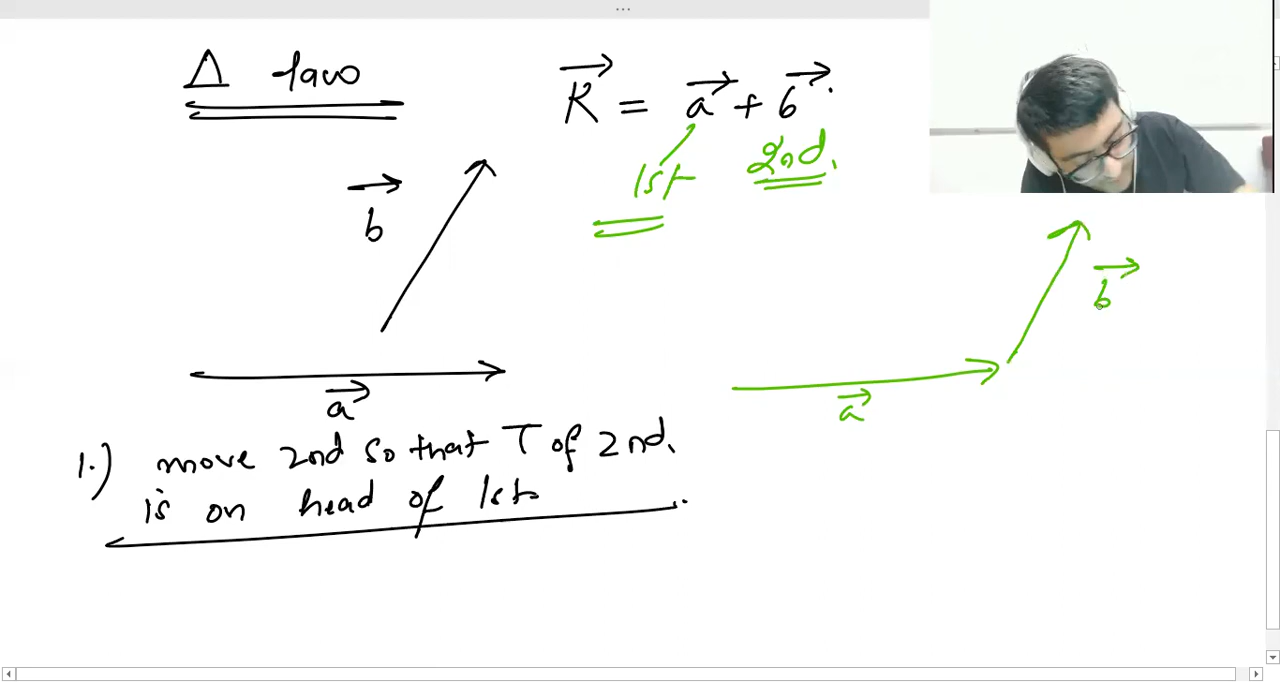 Δ law
R⃗ = a⃗ + b⃗.
1st 2nd.
b⃗
a⃗
a⃗
b⃗
1.) move 2nd so that T of 2nd.
is on head of 1st.